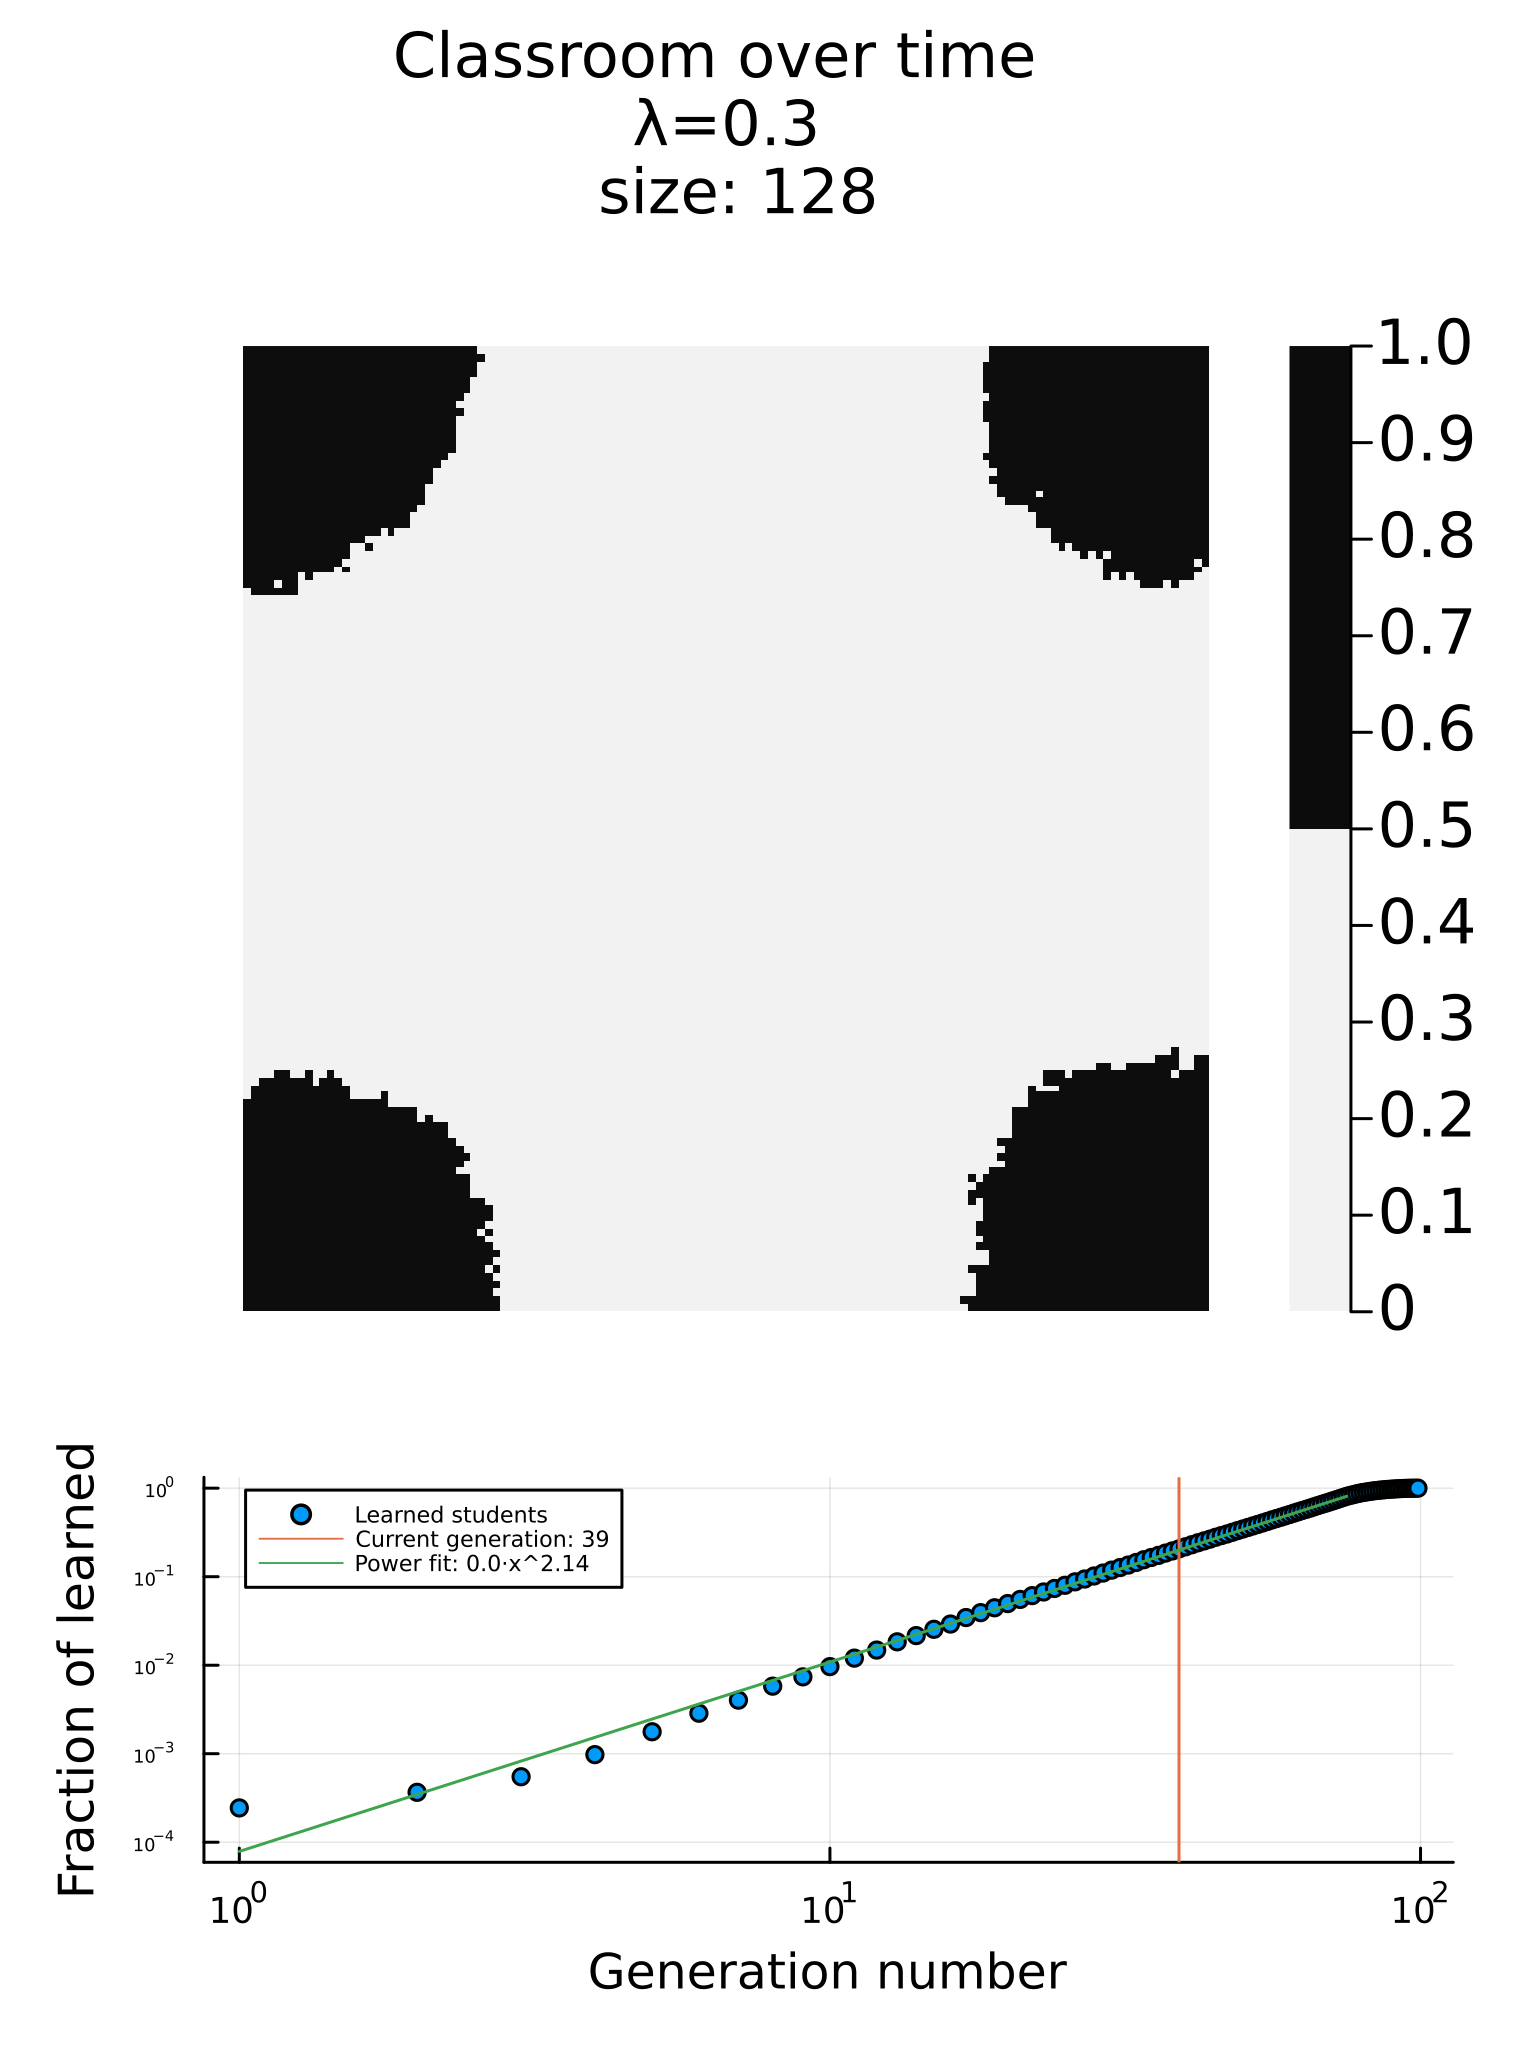 Classroom over time
λ=0.3
size: 128
1.0
0.9
0.8
0.7
0.6
0.5
0.4
0.3
0.2
0.1
0
Fraction of learned
10^0
10^-1
10^-2
10^-3
10^-4
Learned students
Current generation: 39
Power fit: 0.0·x^2.14
10^0 10^1 10^2
Generation number